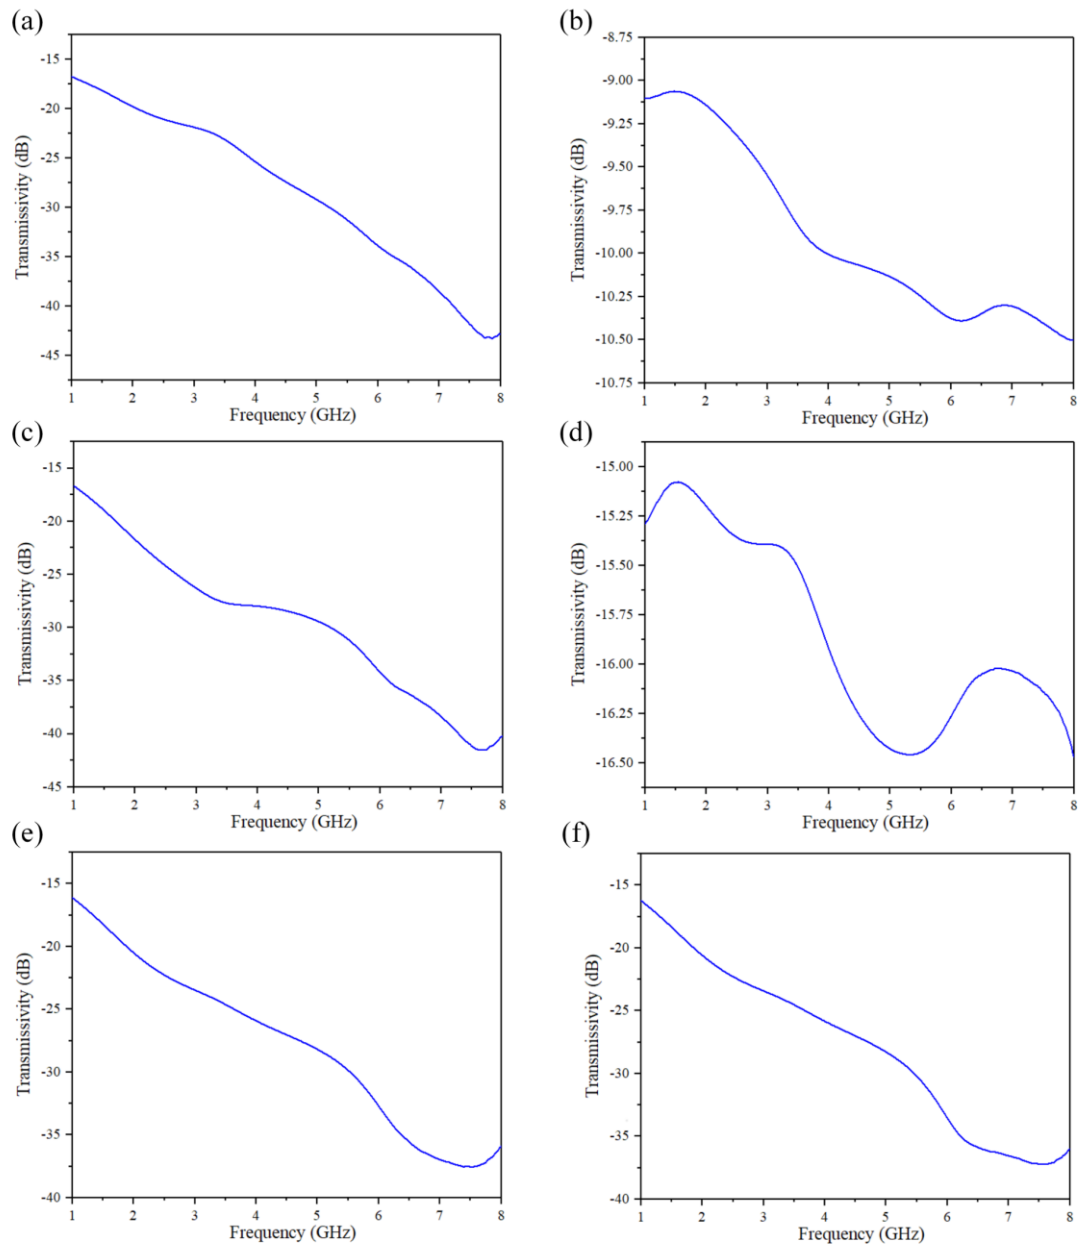 (a)
Transmissivity (dB)
-15
-20
-25
-30
-35
-40
-45
1 2 3 4 5 6 7 8
Frequency (GHz)
(b)
Transmissivity (dB)
-8.75
-9.00
-9.25
-9.50
-9.75
-10.00
-10.25
-10.50
-10.75
1 2 3 4 5 6 7 8
Frequency (GHz)
(c)
Transmissivity (dB)
-15
-20
-25
-30
-35
-40
-45
1 2 3 4 5 6 7 8
Frequency (GHz)
(d)
Transmissivity (dB)
-15.00
-15.25
-15.50
-15.75
-16.00
-16.25
-16.50
1 2 3 4 5 6 7 8
Frequency (GHz)
(e)
Transmissivity (dB)
-15
-20
-25
-30
-35
-40
1 2 3 4 5 6 7 8
Frequency (GHz)
(f)
Transmissivity (dB)
-15
-20
-25
-30
-35
-40
1 2 3 4 5 6 7 8
Frequency (GHz)